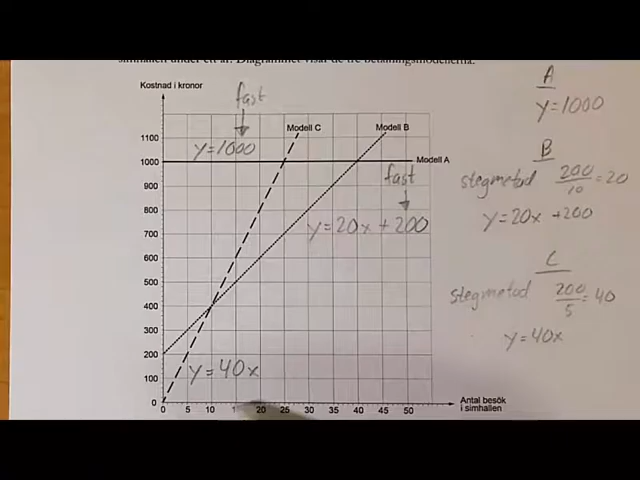 simhallen under ett år. Diagrammet visar de tre betalningsmodellerna.
Kostnad i kronor
fast
Modell C
Modell B
y=1000
Modell A
fast
y=20x+200
y=40x
1100
1000
900
800
700
600
500
400
300
200
100
0
0 5 10 15 20 25 30 35 40 45 50
Antal besök
i simhallen
A
y=1000
B
stegmetod 200/10=20
y=20x+200
C
stegmetod 200/5=40
y=40x